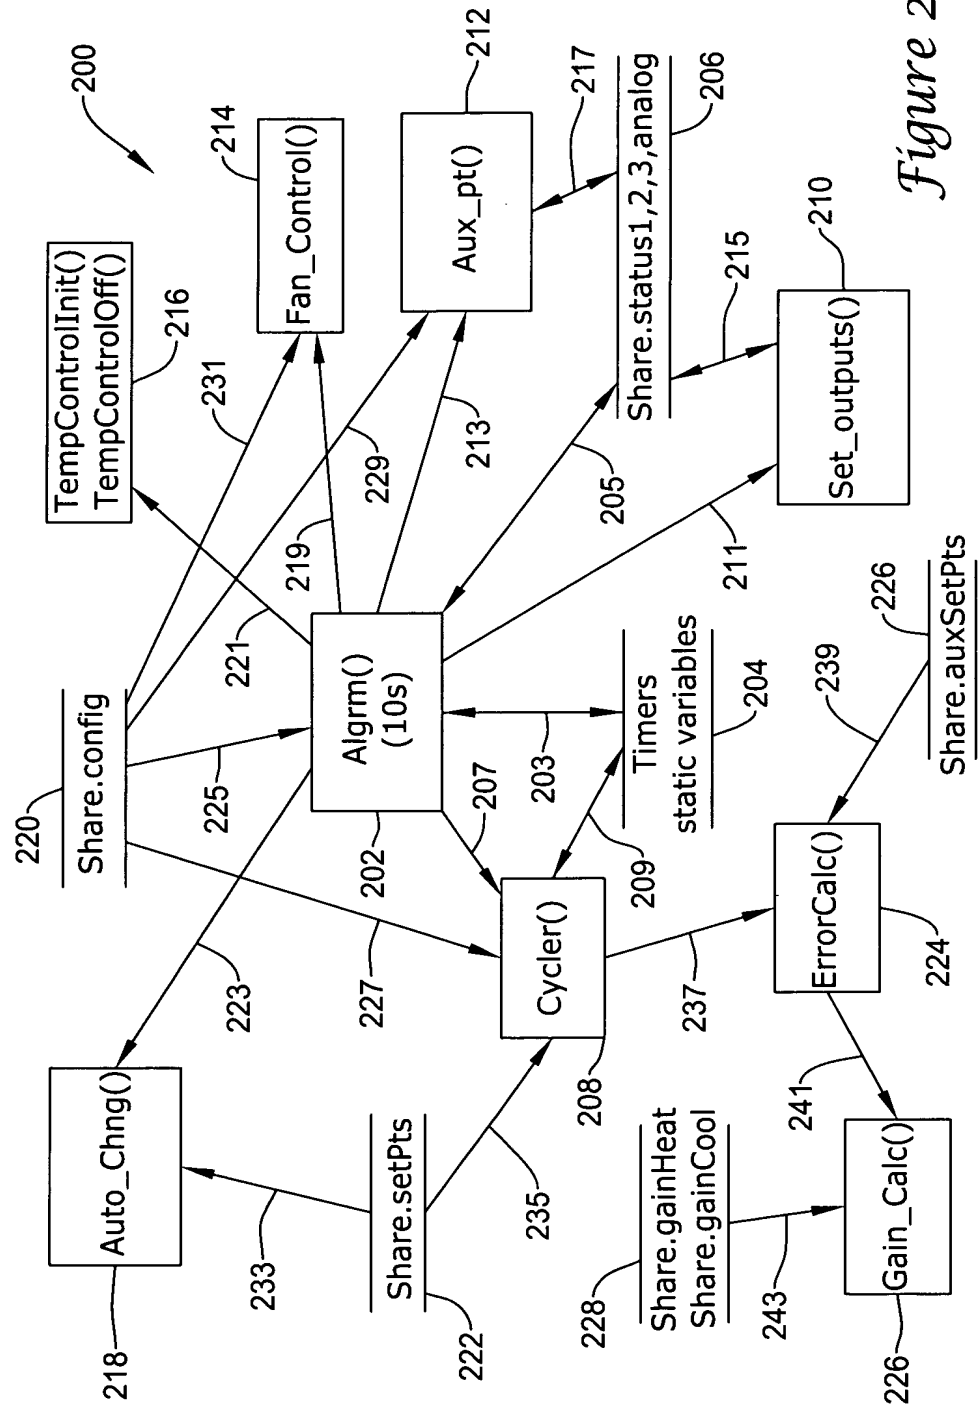 220
200
TempControlInit()
TempControlOff()
Share.config
218
Auto_Chng()
216
214
225
231
223
221
233
Fan_Control()
219
Algrm()
(10s)
202
227
229
222
Share.setPts
212
Aux_pt()
213
207
203
235
Cycler()
208
209
205
217
Timers
static variables
204
Share.status1,2,3,analog
206
228
Share.gainHeat
Share.gainCool
237
211
215
243
241
ErrorCalc()
224
239
Set_outputs()
210
226
Gain_Calc()
226
Share.auxSetPts
Figure 2